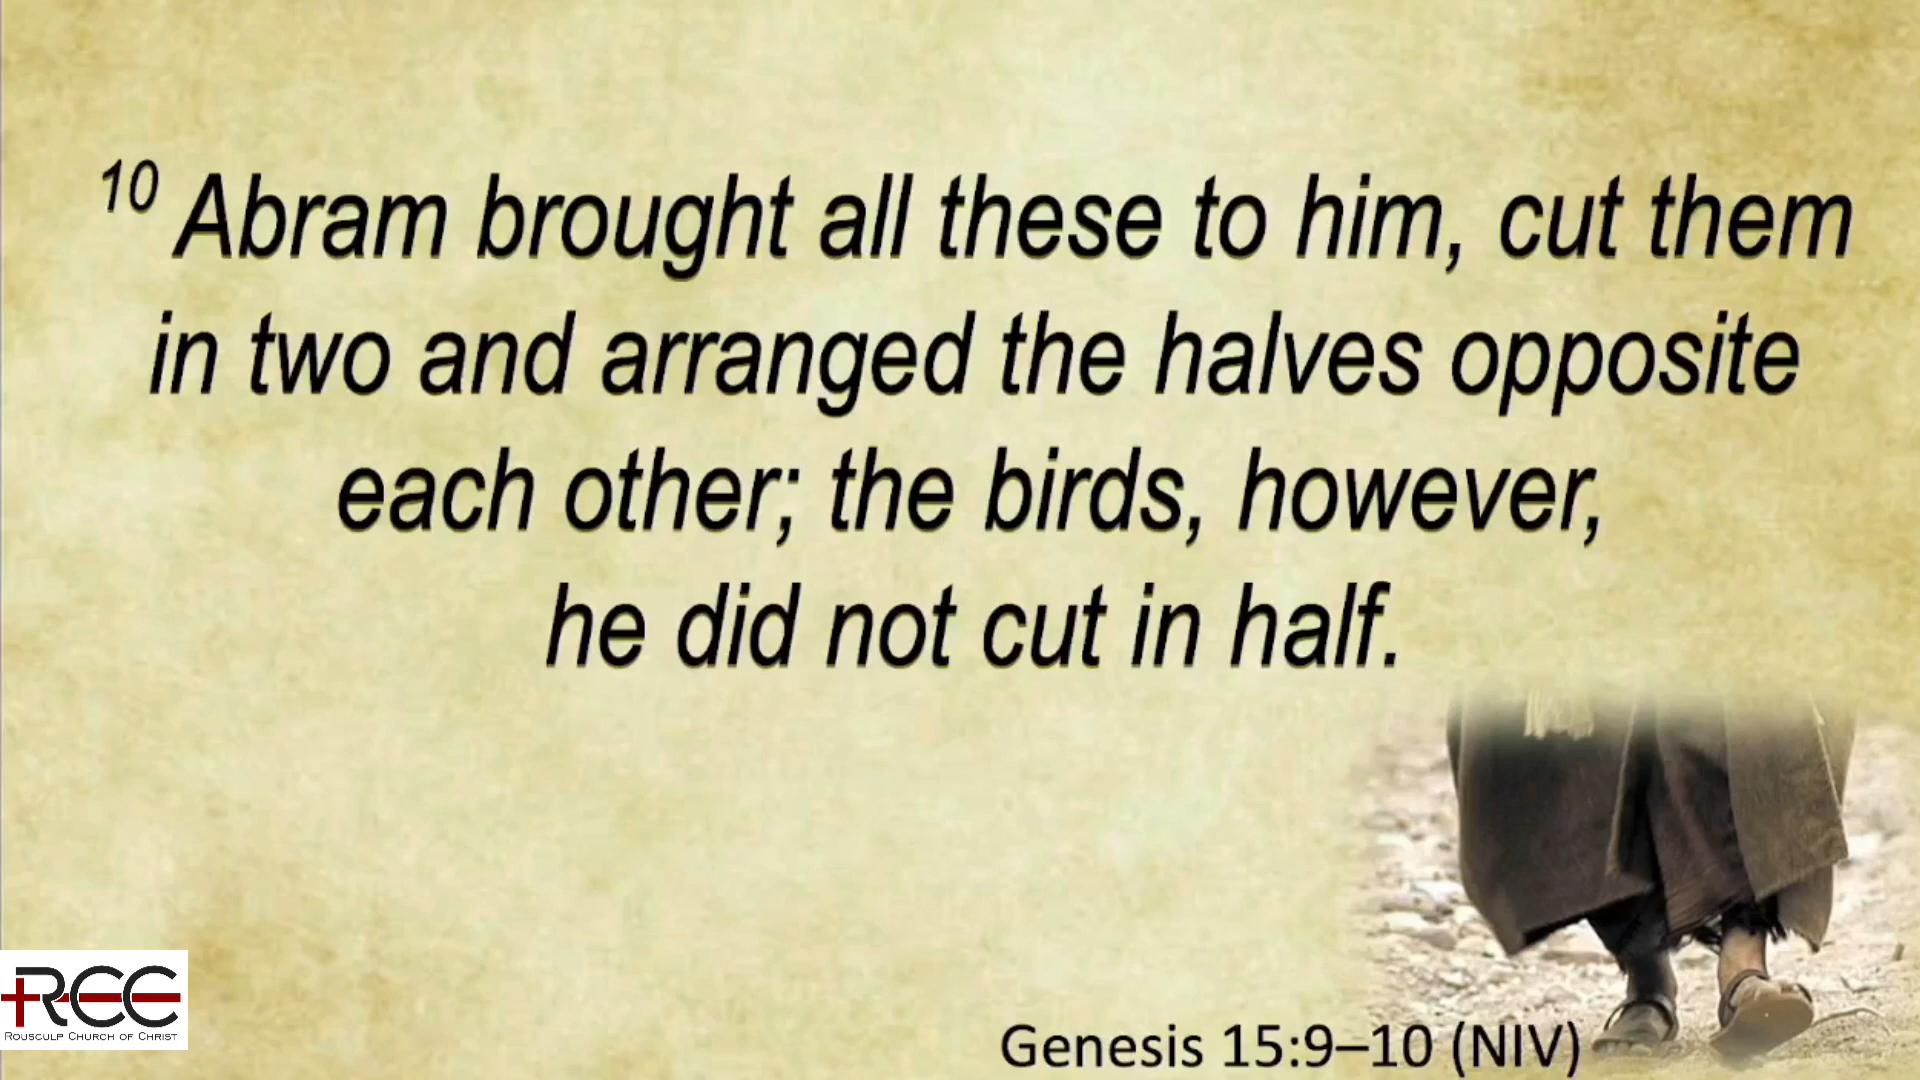 10 Abram brought all these to him, cut them
in two and arranged the halves opposite
each other; the birds, however,
he did not cut in half.
RCC
ROUSCULP CHURCH OF CHRIST
Genesis 15:9–10 (NIV)